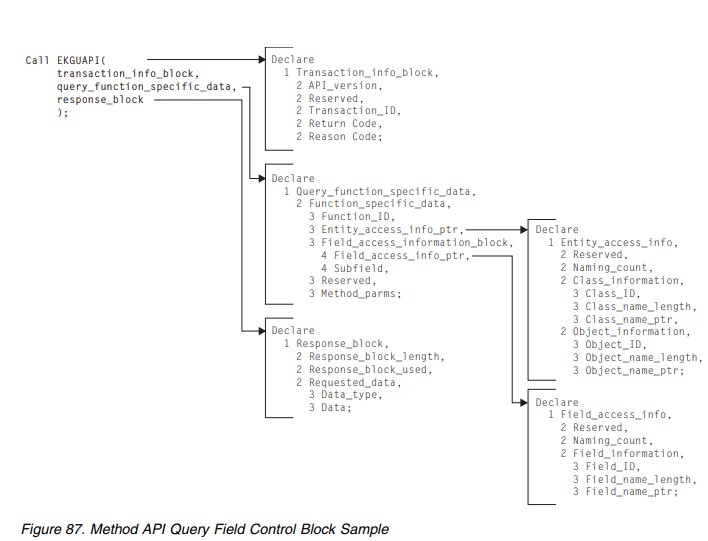 Call EKGUAPI(
transaction_info_block,
query_function_specific_data,
response_block
);
Declare
1 Transaction_info_block,
2 API_version,
2 Reserved,
2 Transaction_ID,
2 Return Code,
2 Reason Code;
Declare
1 Query_function_specific_data,
2 Function_specific_data,
3 Function_ID,
3 Entity_access_info_ptr,
3 Field_access_information_block,
4 Field_access_info_ptr,
4 Subfield,
3 Reserved,
3 Method_parms;
Declare
1 Response_block,
2 Response_block_length,
2 Response_block_used,
2 Requested_data,
3 Data_type,
3 Data;
Declare
1 Entity_access_info,
2 Reserved,
2 Naming_count,
2 Class_information,
3 Class_ID,
3 Class_name_length,
3 Class_name_ptr,
2 Object_information,
3 Object_ID,
3 Object_name_length,
3 Object_name_ptr;
Declare
1 Field_access_info,
2 Reserved,
2 Naming_count,
2 Field_information,
3 Field_ID,
3 Field_name_length,
3 Field_name_ptr;
Figure 87. Method API Query Field Control Block Sample